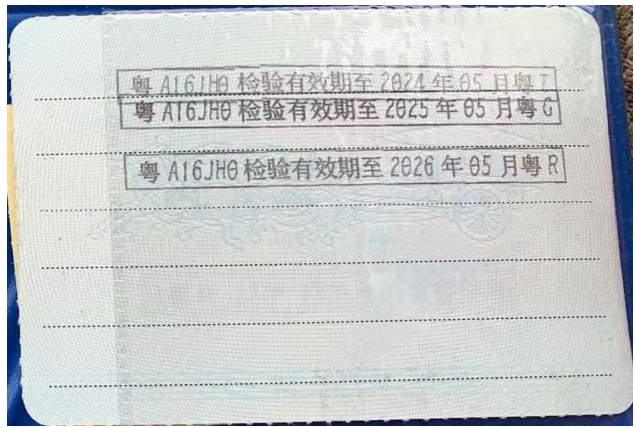 粤 A16JH0 检验有效期至 2024 年 05 月粤 I
粤 A16JH0 检验有效期至 2025 年 05 月粤 G
粤 A16JH0 检验有效期至 2026 年 05 月粤 R